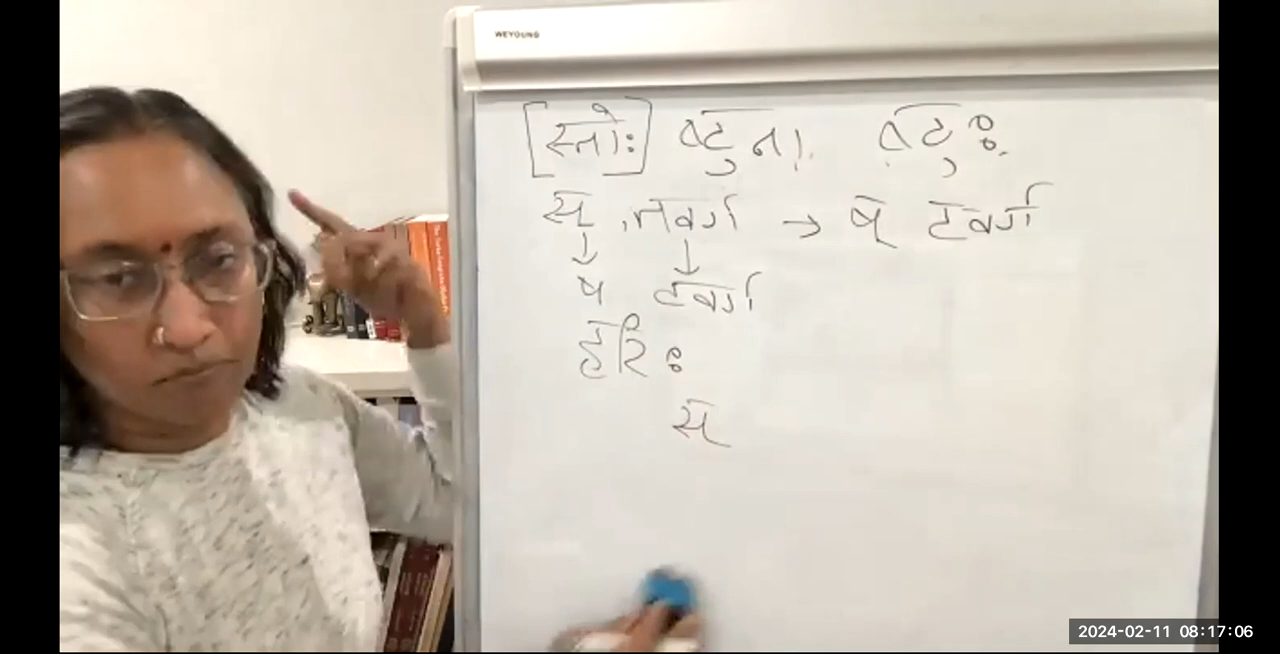 WEYOUNG
[स्तोः] ष्टुना ष्टुः
स् , तवर्ग → ष् टवर्ग
↓ ↓
ष टवर्ग
हरिः
स्
2024-02-11 08:17:06